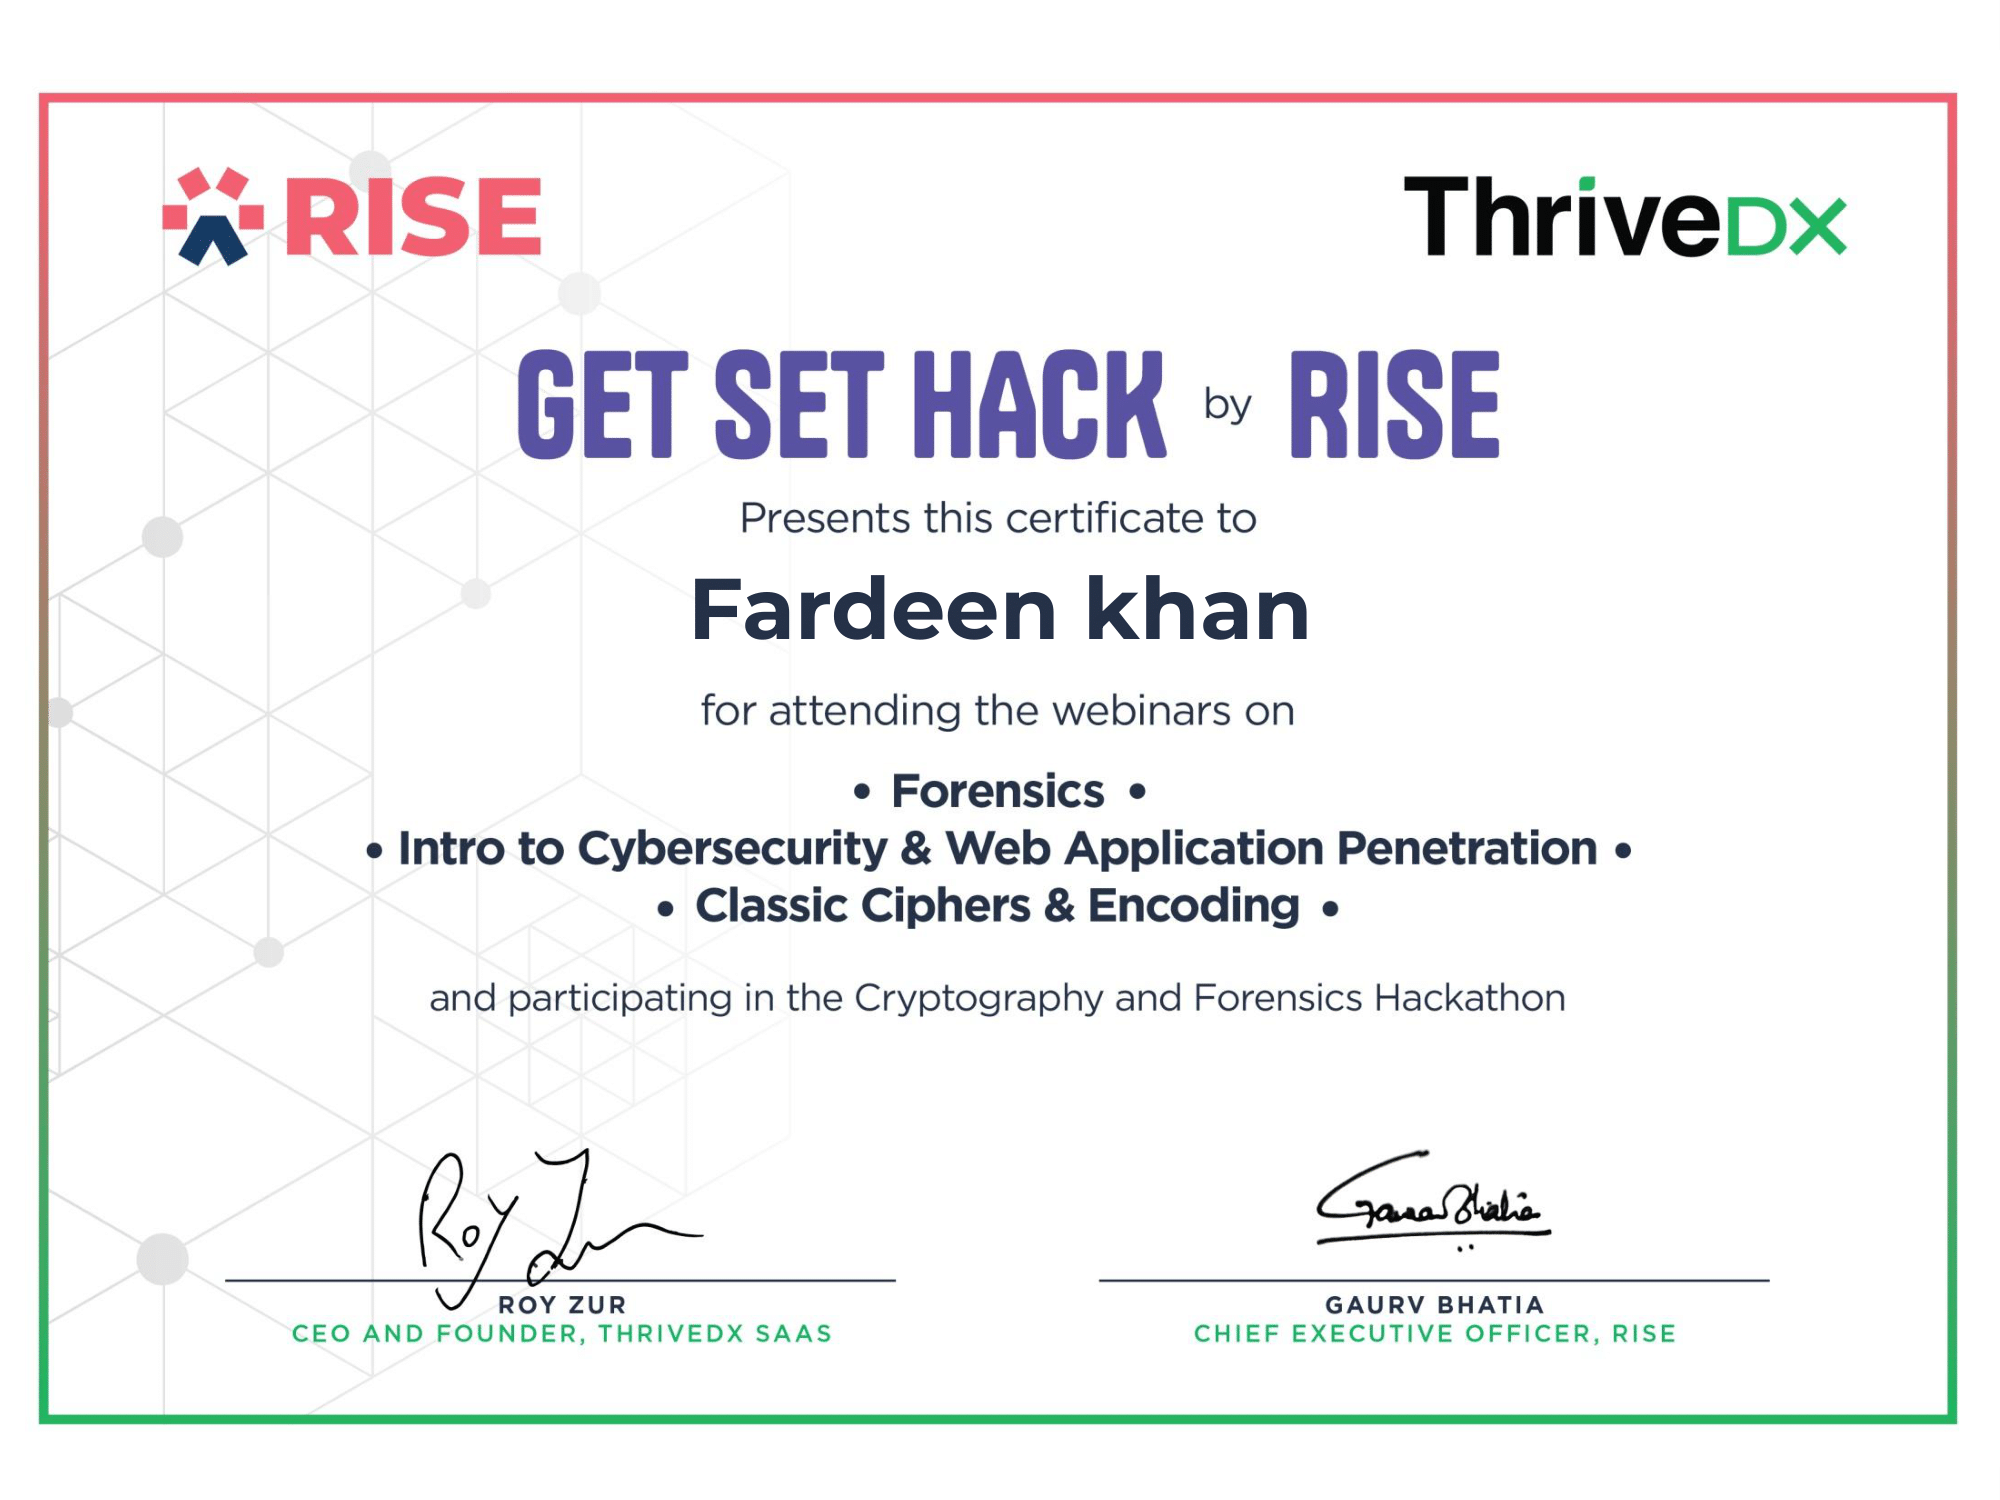 RISE
ThriveDX
GET SET HACK by RISE
Presents this certificate to
Fardeen khan
for attending the webinars on
• Forensics •
• Intro to Cybersecurity & Web Application Penetration •
• Classic Ciphers & Encoding •
and participating in the Cryptography and Forensics Hackathon
Roy Zur
Gaurav Bhatia
ROY ZUR
CEO AND FOUNDER, THRIVEDX SAAS
GAURV BHATIA
CHIEF EXECUTIVE OFFICER, RISE